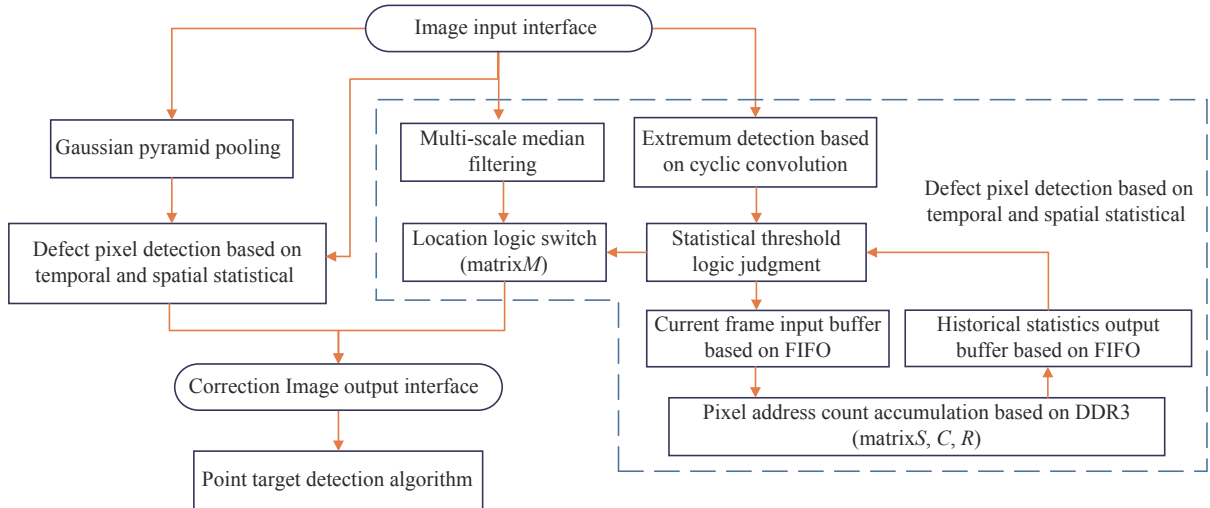 Image input interface
Gaussian pyramid pooling
Multi-scale median
filtering
Extremum detection based
on cyclic convolution
Defect pixel detection based on
temporal and spatial statistical
Defect pixel detection based on
temporal and spatial statistical
Location logic switch
(matrixM)
Statistical threshold
logic judgment
Current frame input buffer
based on FIFO
Historical statistics output
buffer based on FIFO
Correction Image output interface
Pixel address count accumulation based on DDR3
(matrixS, C, R)
Point target detection algorithm